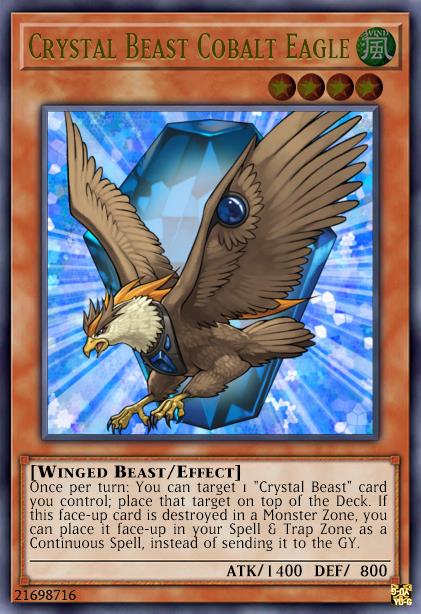 Crystal Beast Cobalt Eagle
WIND
風
[Winged Beast/Effect]
Once per turn: You can target 1 "Crystal Beast" card
you control; place that target on top of the Deck. If
this face-up card is destroyed in a Monster Zone, you
can place it face-up in your Spell & Trap Zone as a
Continuous Spell, instead of sending it to the GY.
ATK/1400 DEF/ 800
21698716